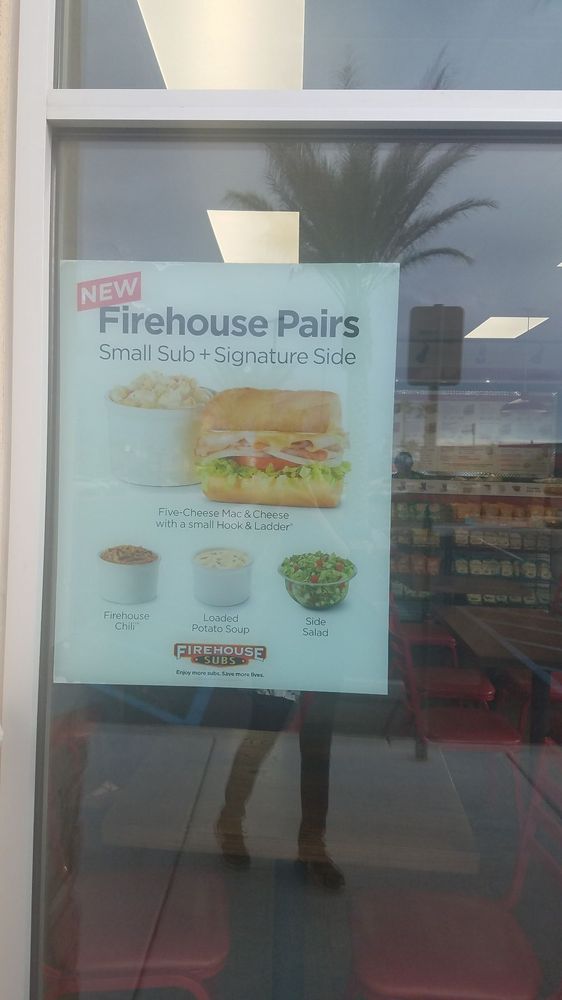 NEW
Firehouse Pairs
Small Sub + Signature Side
Five-Cheese Mac & Cheese
with a small Hook & Ladder®
Firehouse
Chili™
Loaded
Potato Soup
Side
Salad
FIREHOUSE
SUBS
Enjoy more subs. Save more lives.